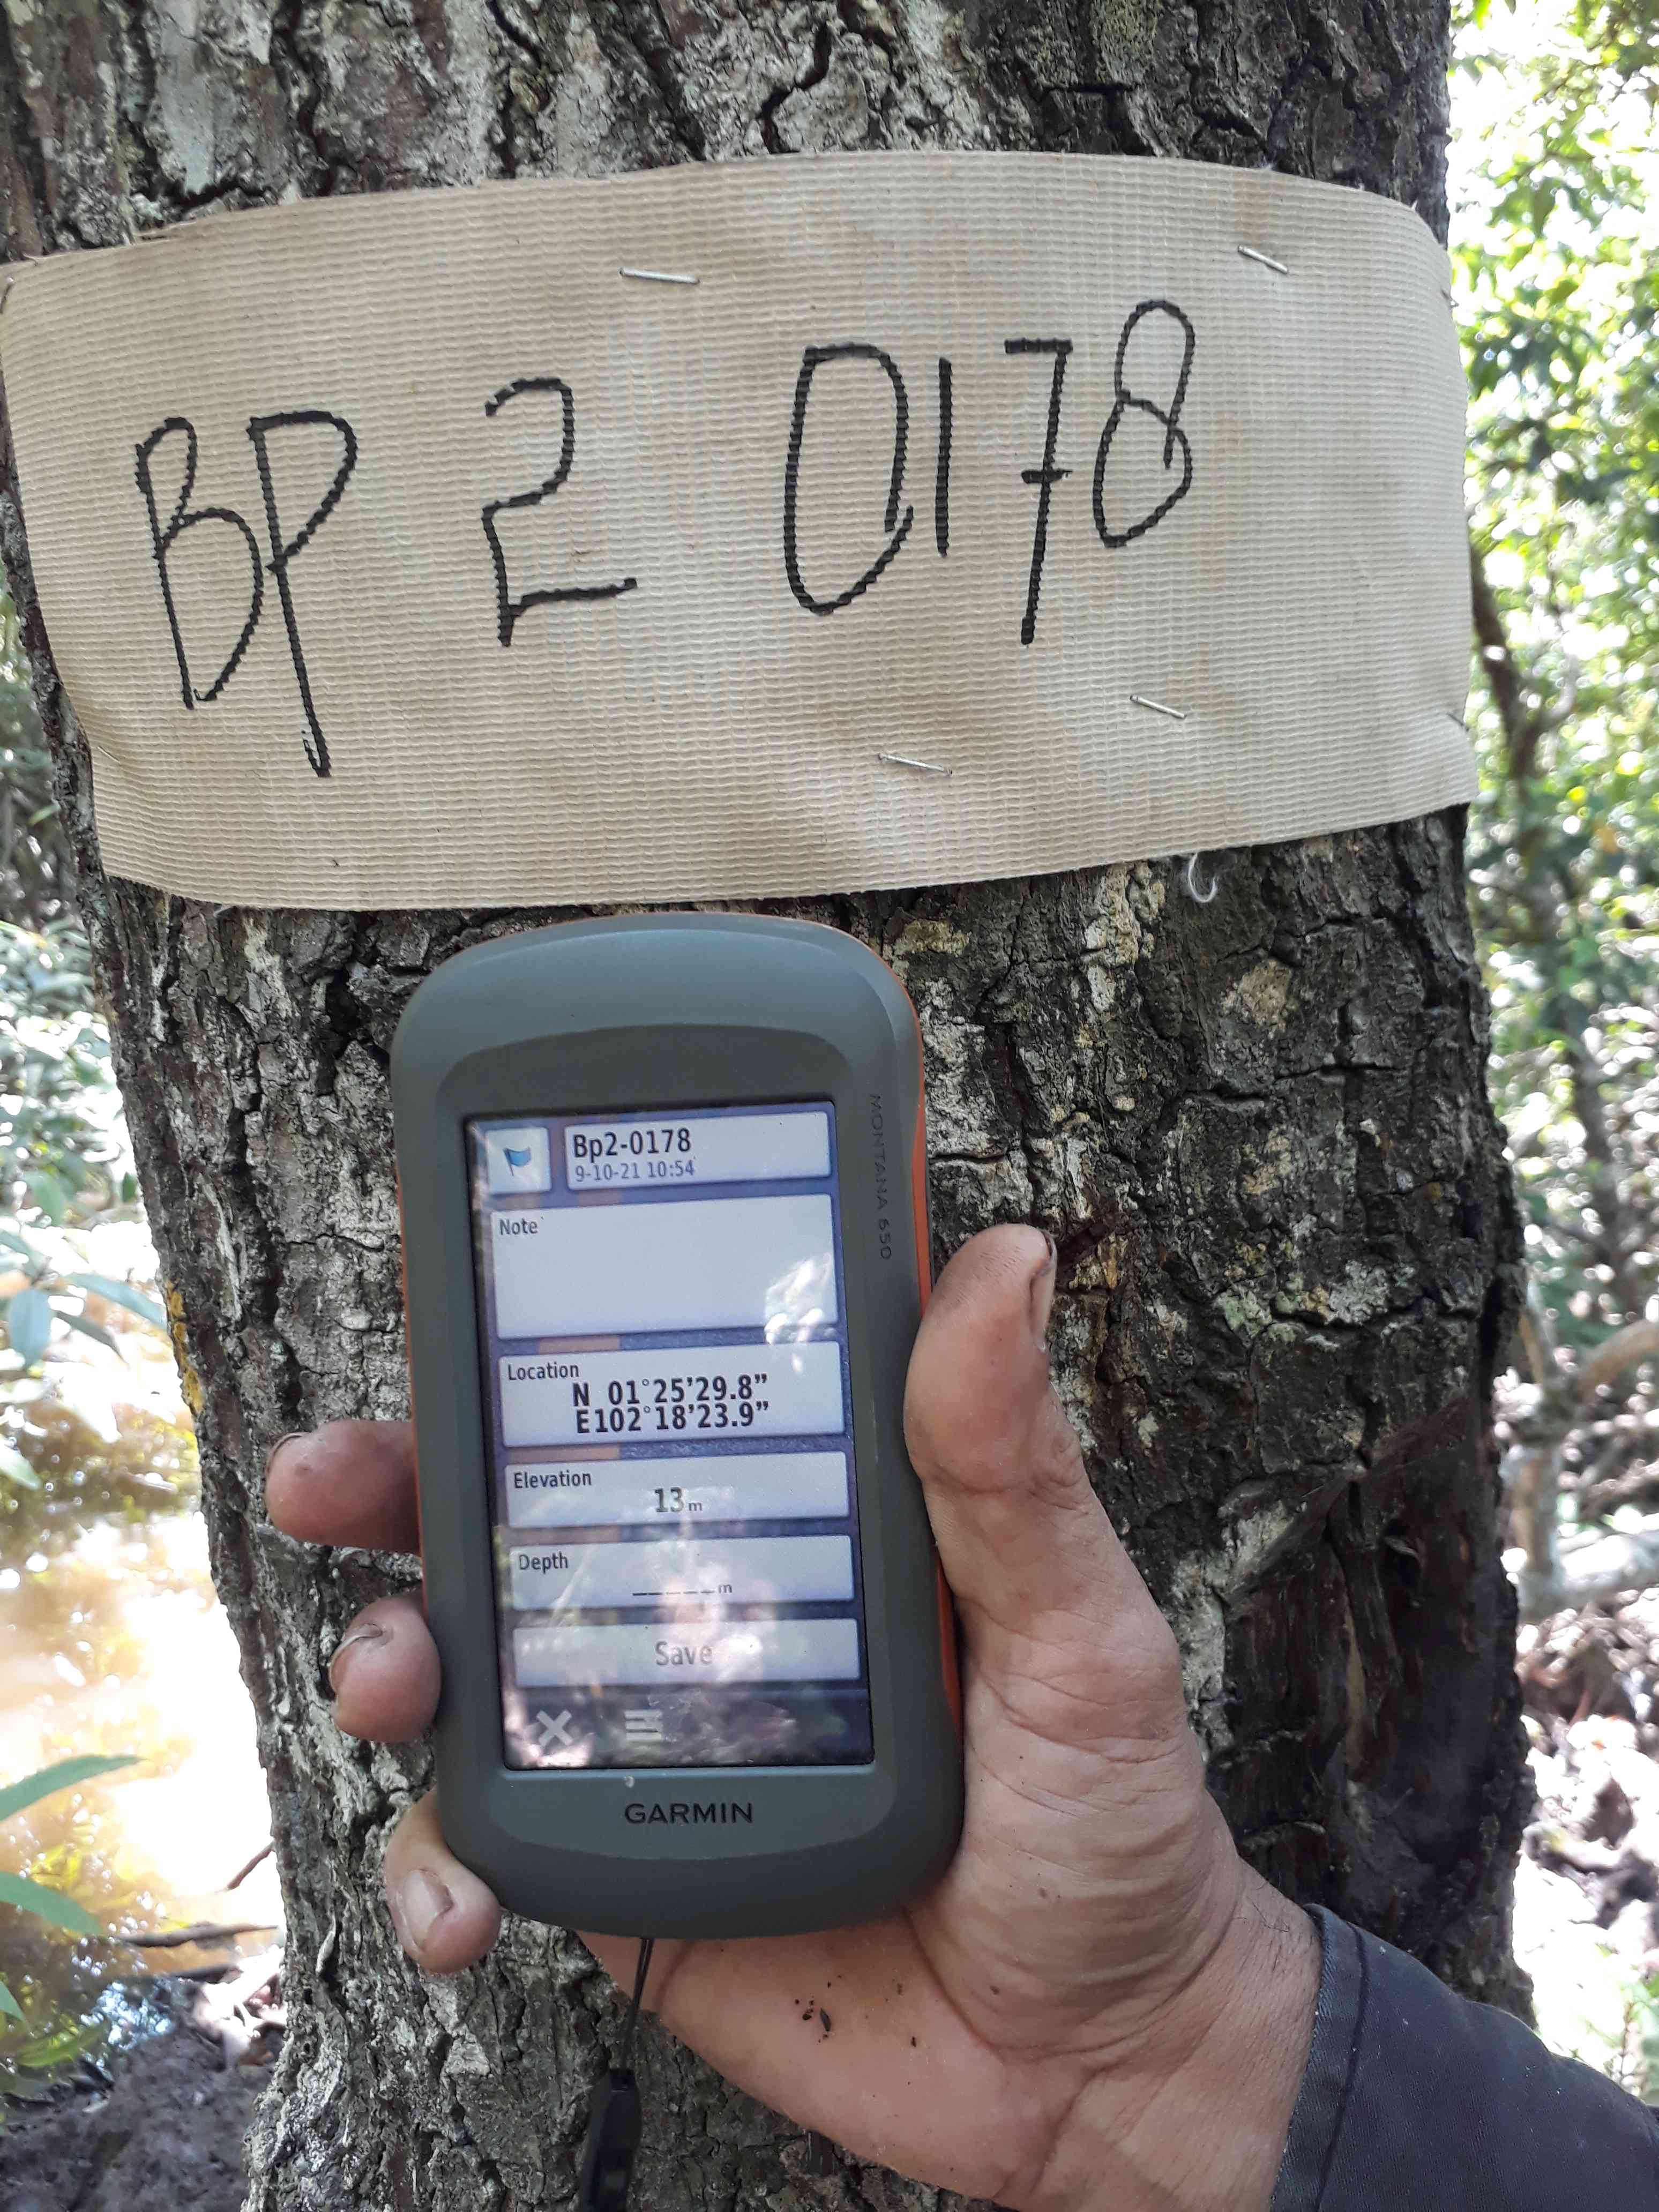 BP 2 0178
MONTANA 650
Bp2-0178
9-10-21 10:54
Note
Location
N 01°25'29.8"
E102°18'23.9"
Elevation
13m
Depth
_____m
Save
GARMIN